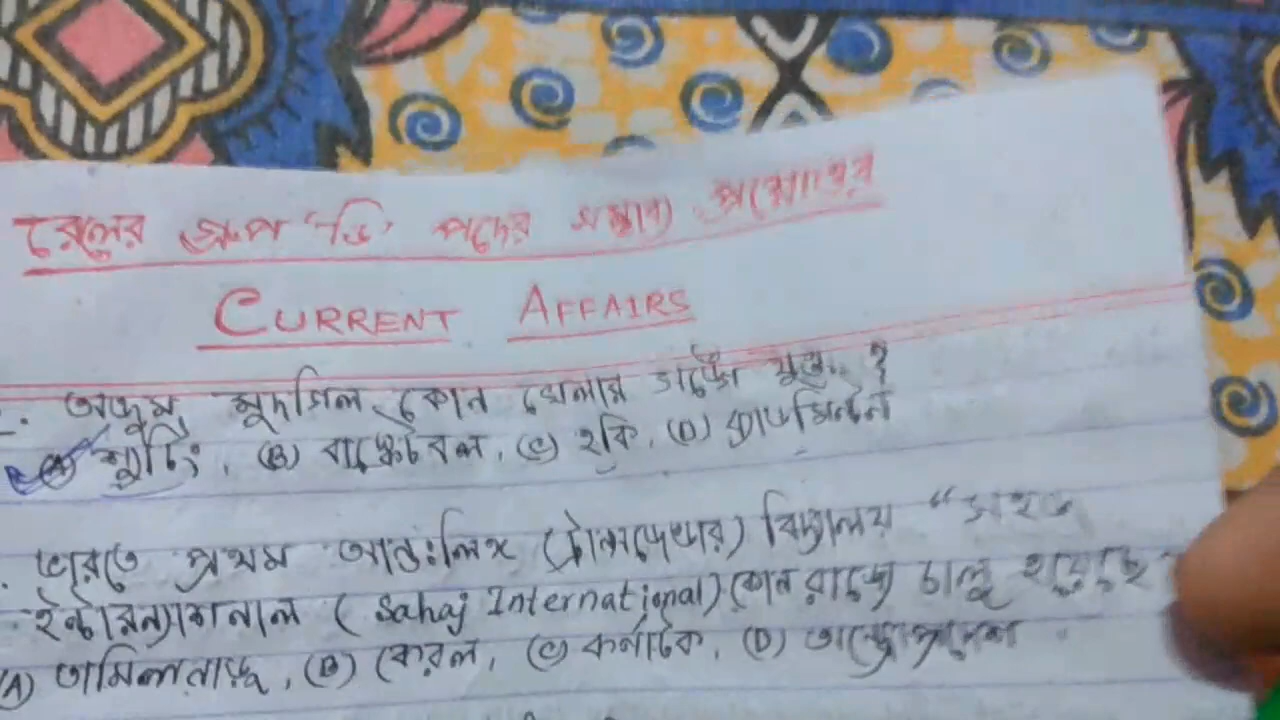 রেলের গ্রুপ 'ডি' পদের সম্ভাব্য প্রশ্নোত্তর
CURRENT AFFAIRS
অঞ্জুম মুদগিল কোন খেলার সঙ্গে যুক্ত ?
(A) শ্যুটিং, (B) বাস্কেটবল, (C) হকি, (D) ব্যাডমিন্টন
ভারতে প্রথম আন্তঃলিঙ্গ (ট্রান্সজেন্ডার) বিদ্যালয় "সহজ
ইন্টারন্যাশনাল (Sahaj International) কোন রাজ্যে চালু হয়েছে
(A) তামিলনাড়ু, (B) কেরল, (C) কর্নাটক, (D) অন্ধ্রপ্রদেশ